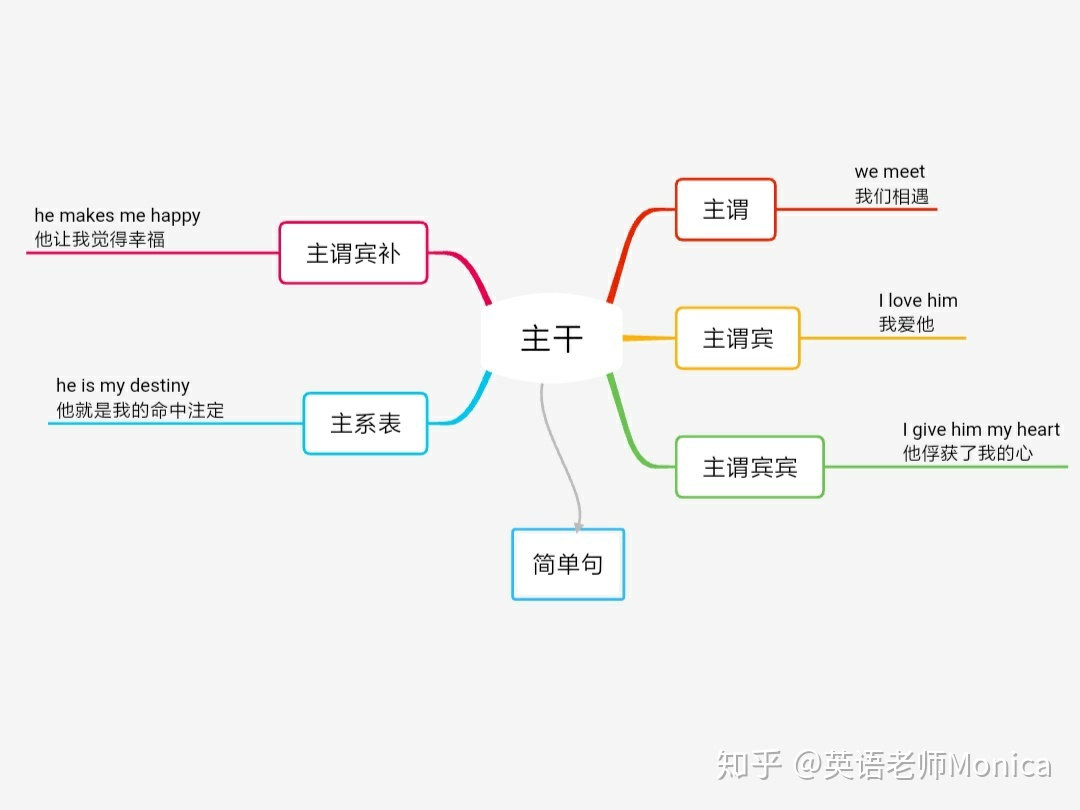 he makes me happy
他让我觉得幸福
主谓宾补
he is my destiny
他就是我的命中注定
主系表
主干
简单句
主谓
we meet
我们相遇
主谓宾
I love him
我爱他
主谓宾宾
I give him my heart
他俘获了我的心
知乎 @英语老师Monica